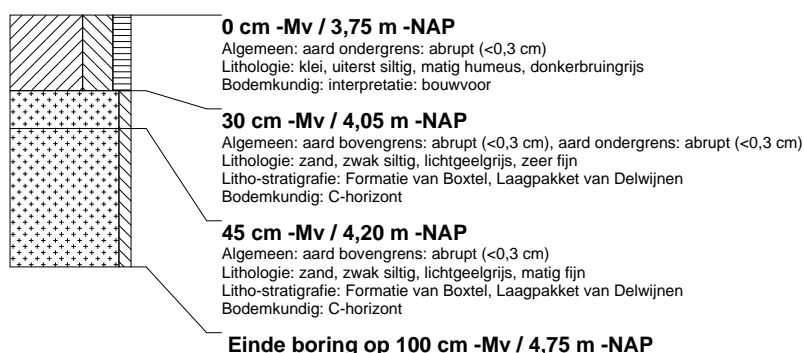 0 cm -Mv / 3,75 m -NAP
Algemeen: aard ondergrens: abrupt (<0,3 cm)
Lithologie: klei, uiterst siltig, matig humeus, donkerbruingrijs
Bodemkundig: interpretatie: bouwvoor
30 cm -Mv / 4,05 m -NAP
Algemeen: aard bovengrens: abrupt (<0,3 cm), aard ondergrens: abrupt (<0,3 cm)
Lithologie: zand, zwak siltig, lichtgeelgrijs, zeer fijn
Litho-stratigrafie: Formatie van Boxtel, Laagpakket van Delwijnen
Bodemkundig: C-horizont
45 cm -Mv / 4,20 m -NAP
Algemeen: aard bovengrens: abrupt (<0,3 cm)
Lithologie: zand, zwak siltig, lichtgeelgrijs, matig fijn
Litho-stratigrafie: Formatie van Boxtel, Laagpakket van Delwijnen
Bodemkundig: C-horizont
Einde boring op 100 cm -Mv / 4,75 m -NAP